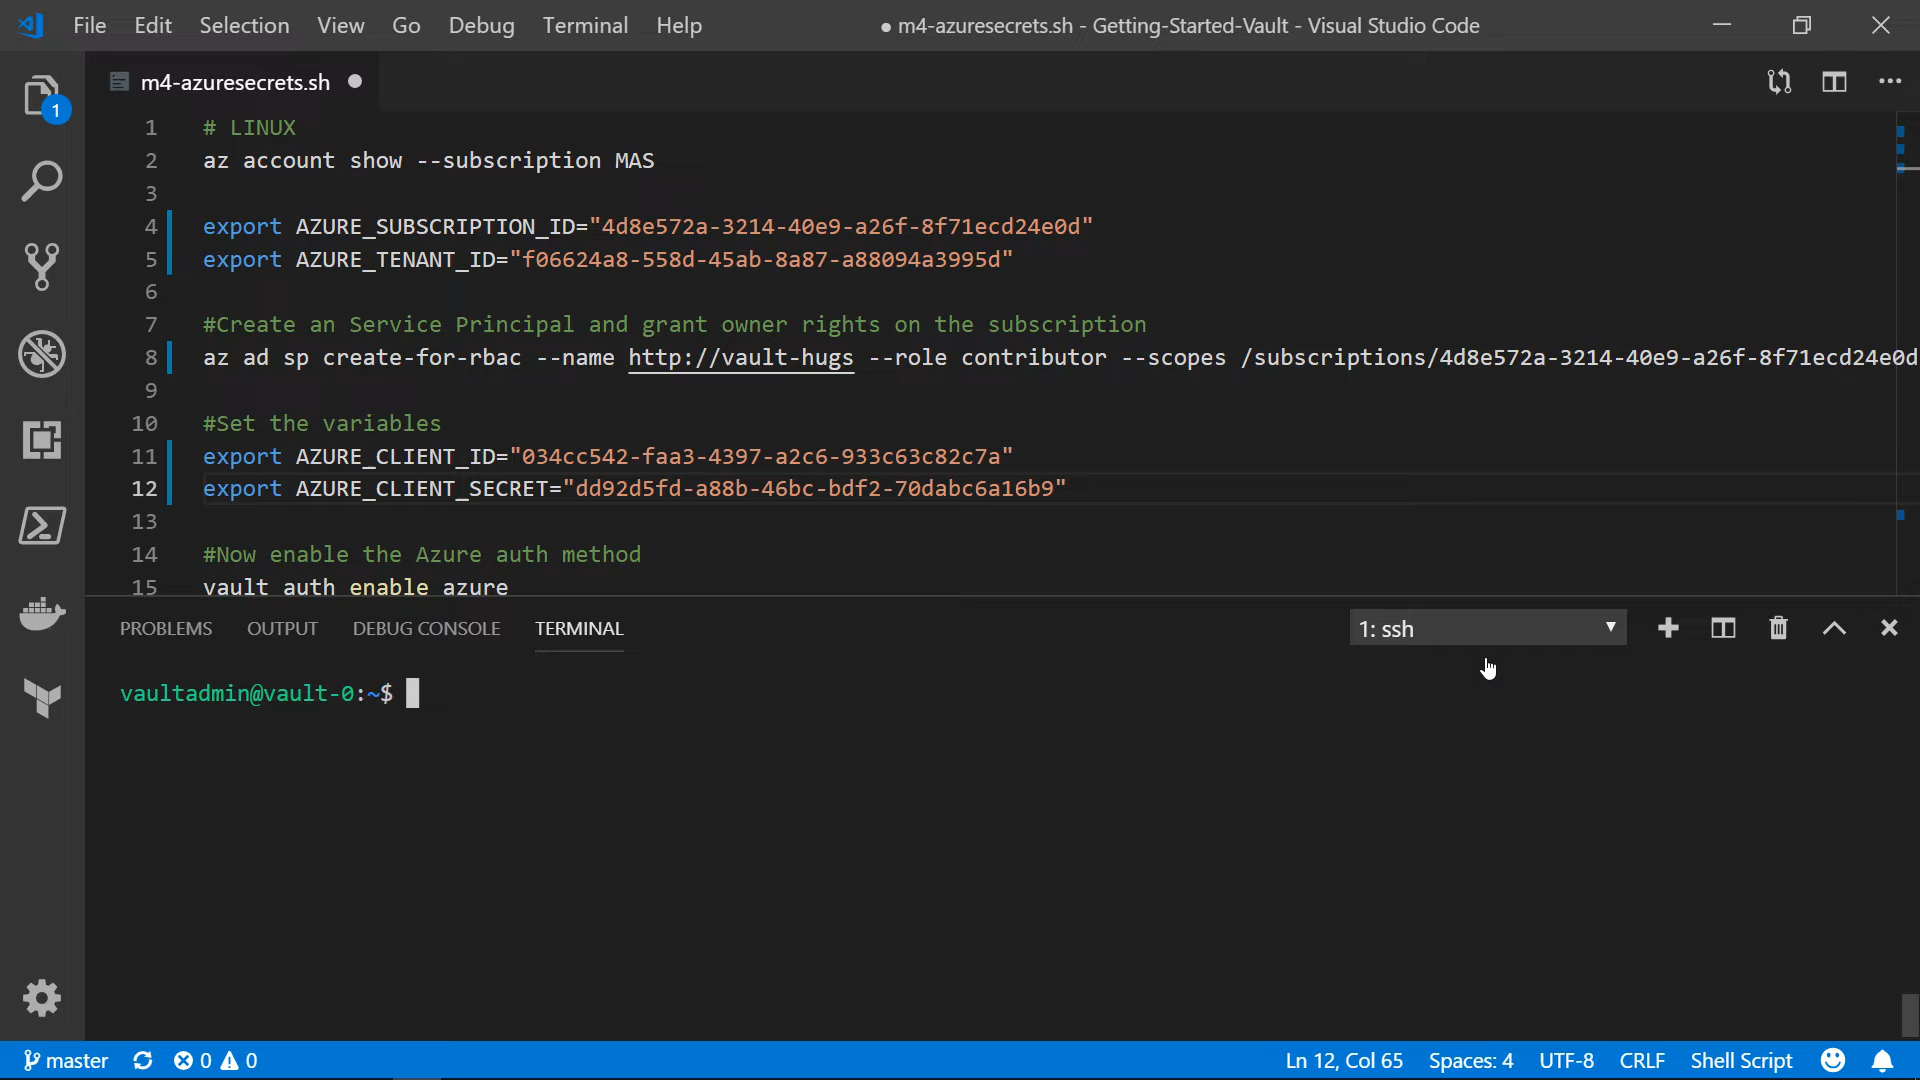 File Edit Selection View Go Debug Terminal Help
● m4-azuresecrets.sh - Getting-Started-Vault - Visual Studio Code
1
m4-azuresecrets.sh ●
1 # LINUX
2 az account show --subscription MAS
3
4 export AZURE_SUBSCRIPTION_ID="4d8e572a-3214-40e9-a26f-8f71ecd24e0d"
5 export AZURE_TENANT_ID="f06624a8-558d-45ab-8a87-a88094a3995d"
6
7 #Create an Service Principal and grant owner rights on the subscription
8 az ad sp create-for-rbac --name http://vault-hugs --role contributor --scopes /subscriptions/4d8e572a-3214-40e9-a26f-8f71ecd24e0d
9
10 #Set the variables
11 export AZURE_CLIENT_ID="034cc542-faa3-4397-a2c6-933c63c82c7a"
12 export AZURE_CLIENT_SECRET="dd92d5fd-a88b-46bc-bdf2-70dabc6a16b9"
13
14 #Now enable the Azure auth method
15 vault auth enable azure
PROBLEMS OUTPUT DEBUG CONSOLE TERMINAL
1: ssh
vaultadmin@vault-0:~$
master 0 0
Ln 12, Col 65 Spaces: 4 UTF-8 CRLF Shell Script